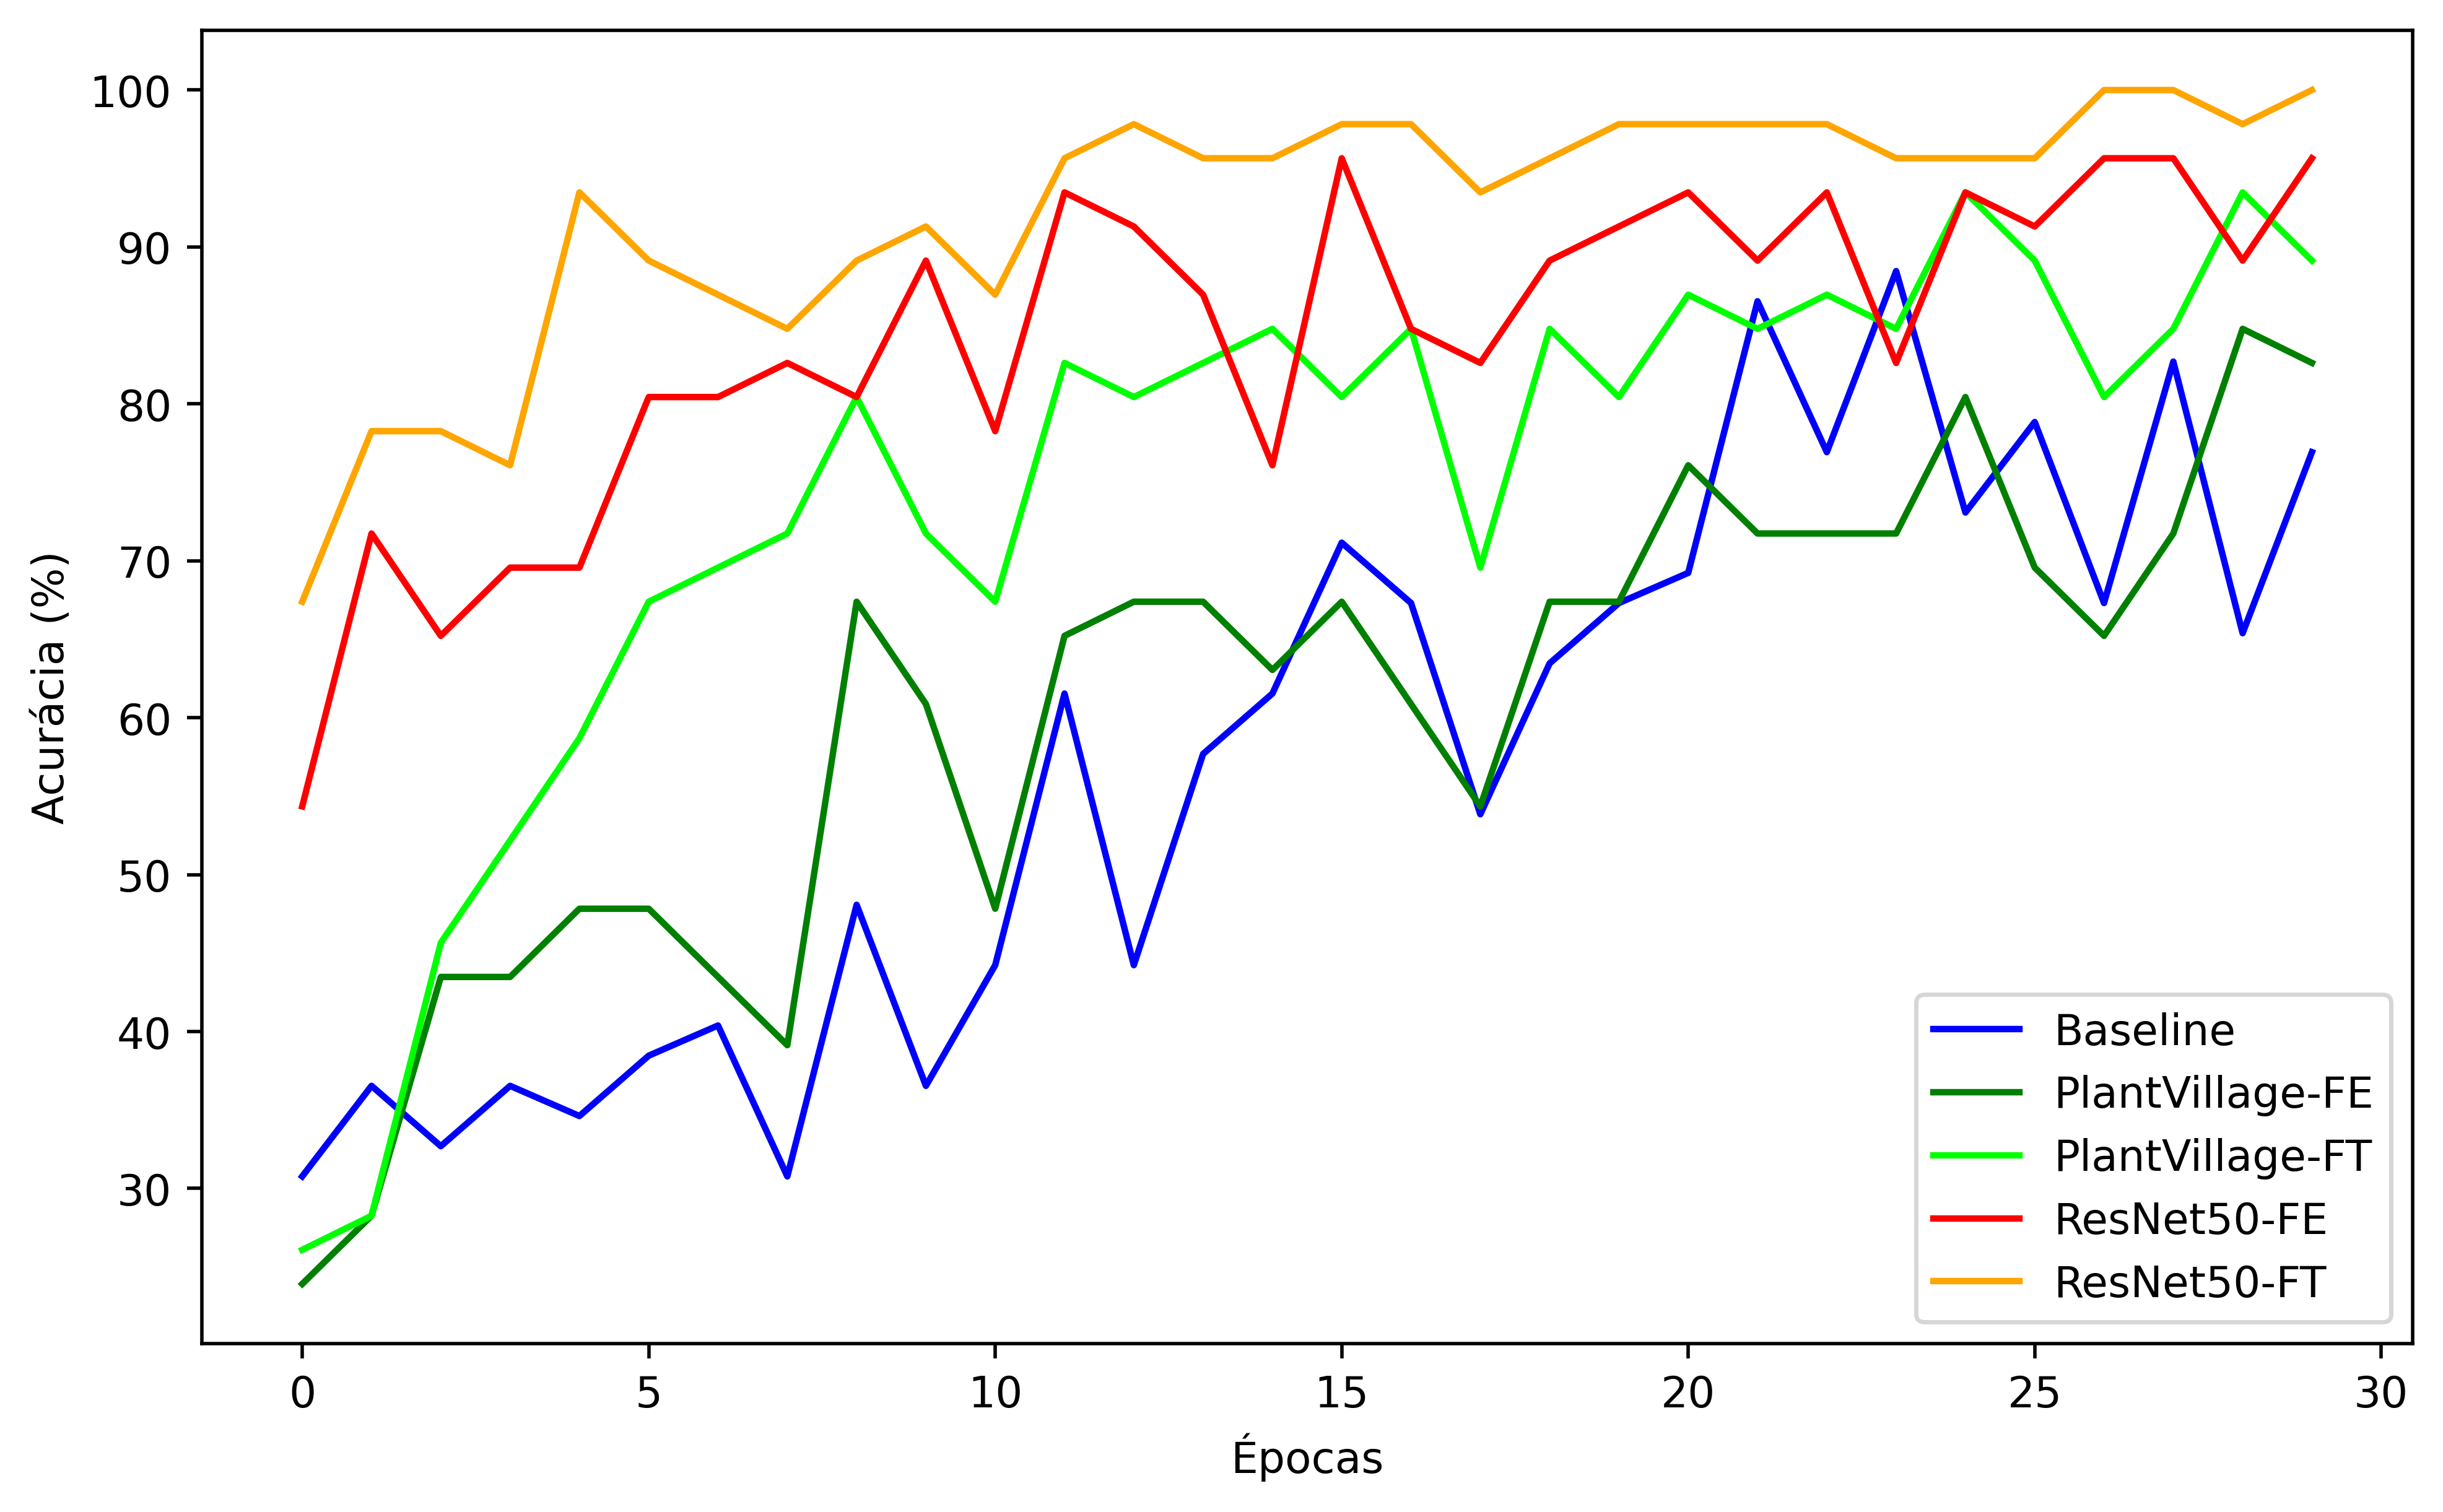 100
90
80
70
60
50
40
30
Acurácia (%)
0 5 10 15 20 25 30
Épocas
Baseline
PlantVillage-FE
PlantVillage-FT
ResNet50-FE
ResNet50-FT